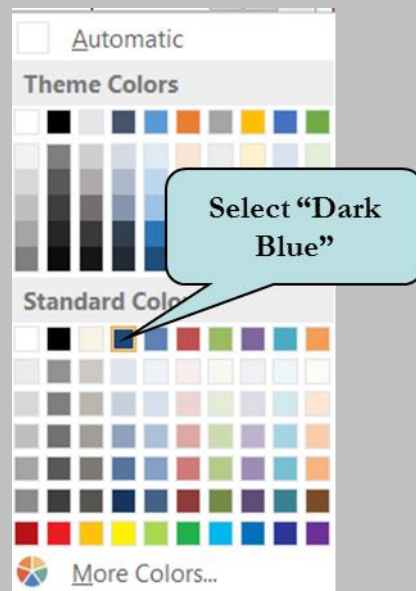 Automatic
Theme Colors
Select “Dark
Blue”
Standard Colo
More Colors...